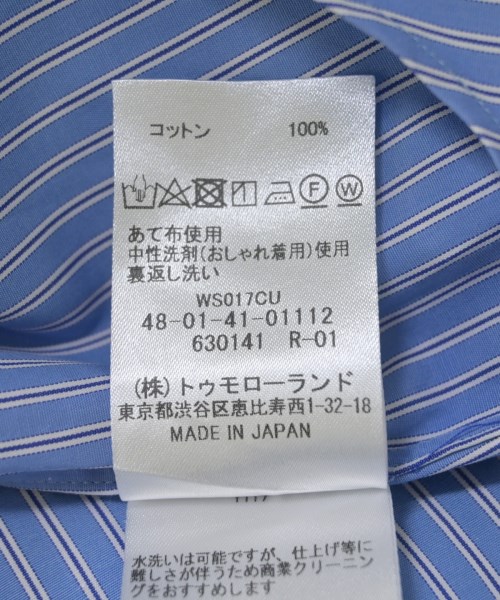 コットン 100%
F W
あて布使用
中性洗剤(おしゃれ着用)使用
裏返し洗い
WS017CU
48-01-41-01112
630141 R-01
(株)トゥモローランド
東京都渋谷区恵比寿西1-32-18
MADE IN JAPAN
水洗いは可能ですが、仕上げ等に
難しさが伴うため商業クリーニン
グをおすすめします